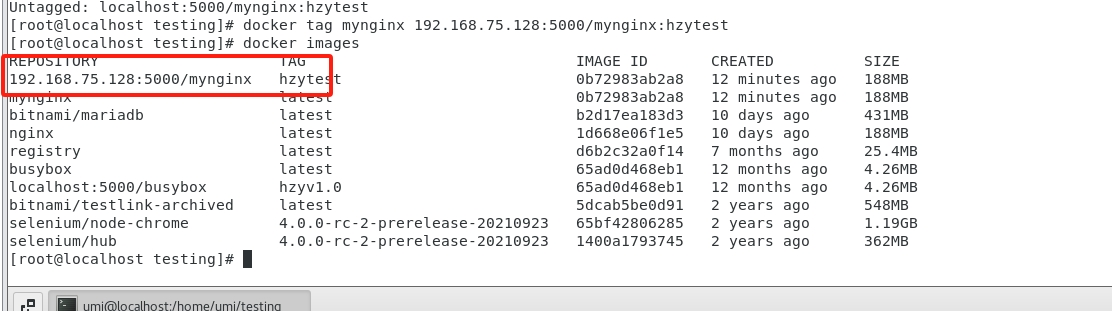 Untagged: localhost:5000/mynginx:hzytest
[root@localhost testing]# docker tag mynginx 192.168.75.128:5000/mynginx:hzytest
[root@localhost testing]# docker images
REPOSITORY TAG IMAGE ID CREATED SIZE
192.168.75.128:5000/mynginx hzytest 0b72983ab2a8 12 minutes ago 188MB
mynginx latest 0b72983ab2a8 12 minutes ago 188MB
bitnami/mariadb latest b2d17ea183d3 10 days ago 431MB
nginx latest 1d668e06f1e5 10 days ago 188MB
registry latest d6b2c32a0f14 7 months ago 25.4MB
busybox latest 65ad0d468eb1 12 months ago 4.26MB
localhost:5000/busybox hzyv1.0 65ad0d468eb1 12 months ago 4.26MB
bitnami/testlink-archived latest 5dcab5be0d91 2 years ago 548MB
selenium/node-chrome 4.0.0-rc-2-prerelease-20210923 65bf42806285 2 years ago 1.19GB
selenium/hub 4.0.0-rc-2-prerelease-20210923 1400a1793745 2 years ago 362MB
[root@localhost testing]#
umi@localhost:/home/umi/testing